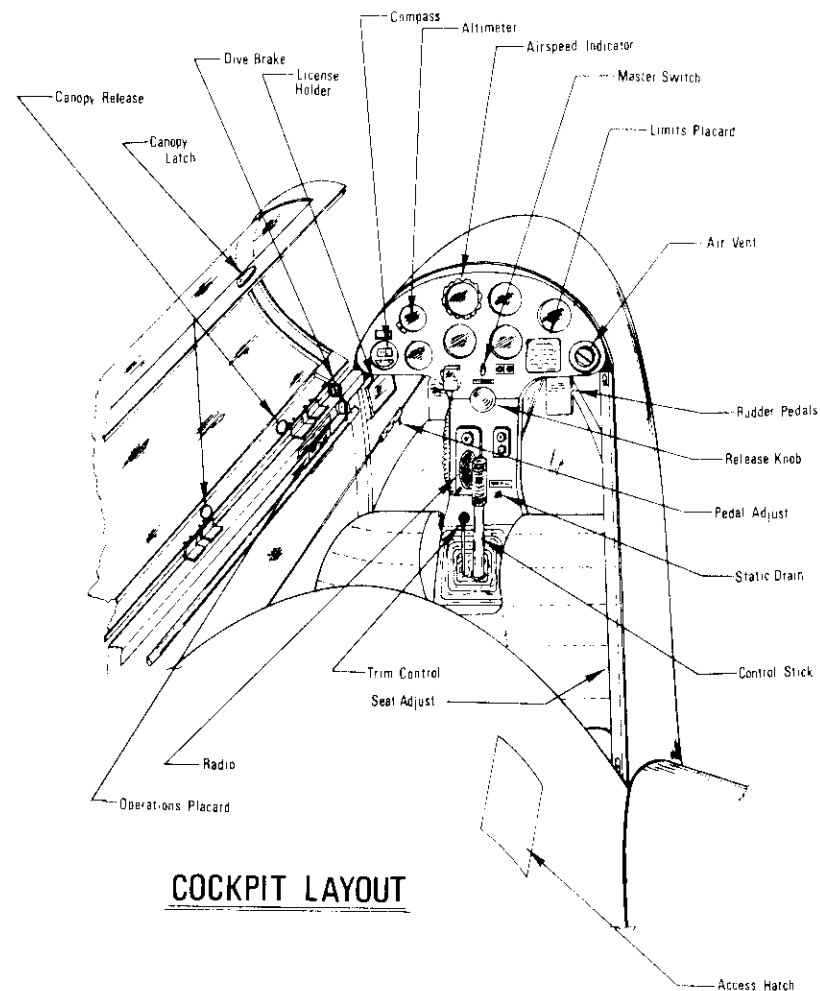 Compass
Altimeter
Airspeed Indicator
Dive Brake
License
Holder
Master Switch
Canopy Release
Limits Placard
Canopy
Latch
Air Vent
Rudder Pedals
Release Knob
Pedal Adjust
Static Drain
Trim Control
Control Stick
Seat Adjust
Radio
Operations Placard
COCKPIT LAYOUT
Access Hatch